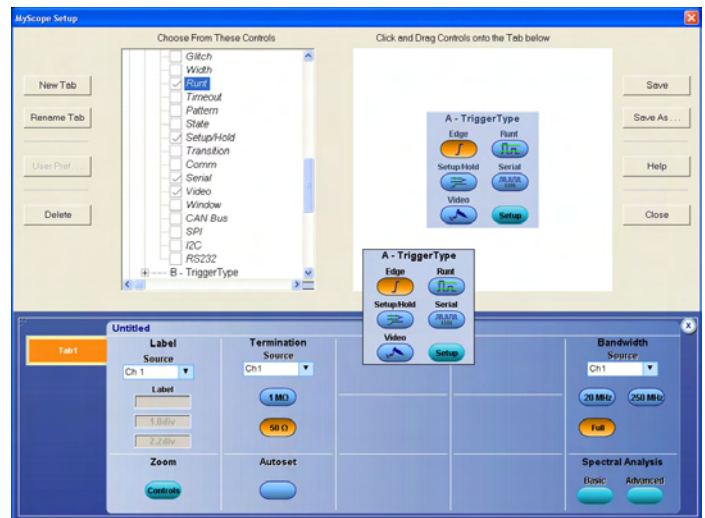 MyScope Setup
Choose From These Controls
Click and Drag Controls onto the Tab below
New Tab
Rename Tab
User Pref. ...
Delete
Glitch
Width
Runt
Timeout
Pattern
State
Setup/Hold
Transition
Comm
Serial
Video
Window
CAN Bus
SPI
I2C
RS232
B - TriggerType
A - TriggerType
Edge
Runt
Setup/Hold
Serial
Video
Setup
Save
Save As ...
Help
Close
A - TriggerType
Edge
Runt
Setup/Hold
Serial
Video
Setup
Tab1
Untitled
Label
Source
Ch 1
Label
1.0div
2.2div
Zoom
Controls
Termination
Source
Ch1
1 MΩ
50 Ω
Autoset
Bandwidth
Source
Ch1
20 MHz
250 MHz
Full
Spectral Analysis
Basic
Advanced